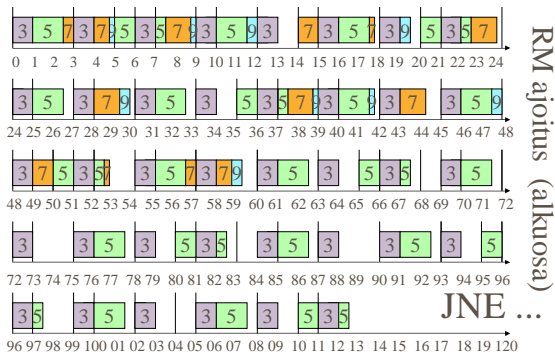 3 5 7 3 7 9 5 3 5 7 9 3 5 9 3 7 3 5 7 3 9 5 3 5 7
0 1 2 3 4 5 6 7 8 9 10 11 12 13 14 15 16 17 18 19 20 21 22 23 24
3 5 3 7 9 3 5 3 5 3 5 7 9 3 5 9 3 7 3 5 9
24 25 26 27 28 29 30 31 32 33 34 35 36 37 38 39 40 41 42 43 44 45 46 47 48
3 7 5 3 5 7 3 5 7 3 7 9 3 5 3 5 3 5 3 5
48 49 50 51 52 53 54 55 56 57 58 59 60 61 62 63 64 65 66 67 68 69 70 71 72
3 3 5 3 5 3 5 3 5 3 3 5 3 5
72 73 74 75 76 77 78 79 80 81 82 83 84 85 86 87 88 89 90 91 92 93 94 95 96
3 5 3 5 3 3 5 3 5 3 5
96 97 98 99 00 01 02 03 04 05 06 07 08 09 10 11 12 13 14 15 16 17 18 19 120
JNE ...
RM ajoitus (alkuosa)